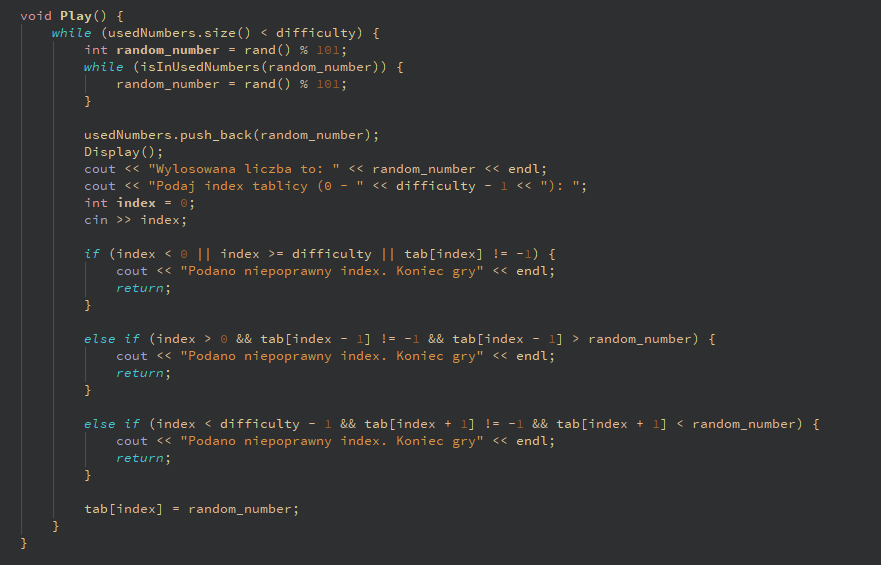 void Play() {
    while (usedNumbers.size() < difficulty) {
        int random_number = rand() % 101;
        while (isInUsedNumbers(random_number)) {
            random_number = rand() % 101;
        }

        usedNumbers.push_back(random_number);
        Display();
        cout << "Wylosowana liczba to: " << random_number << endl;
        cout << "Podaj index tablicy (0 - " << difficulty - 1 << "): ";
        int index = 0;
        cin >> index;

        if (index < 0 || index >= difficulty || tab[index] != -1) {
            cout << "Podano niepoprawny index. Koniec gry" << endl;
            return;
        }

        else if (index > 0 && tab[index - 1] != -1 && tab[index - 1] > random_number) {
            cout << "Podano niepoprawny index. Koniec gry" << endl;
            return;
        }

        else if (index < difficulty - 1 && tab[index + 1] != -1 && tab[index + 1] < random_number) {
            cout << "Podano niepoprawny index. Koniec gry" << endl;
            return;
        }

        tab[index] = random_number;
    }
}